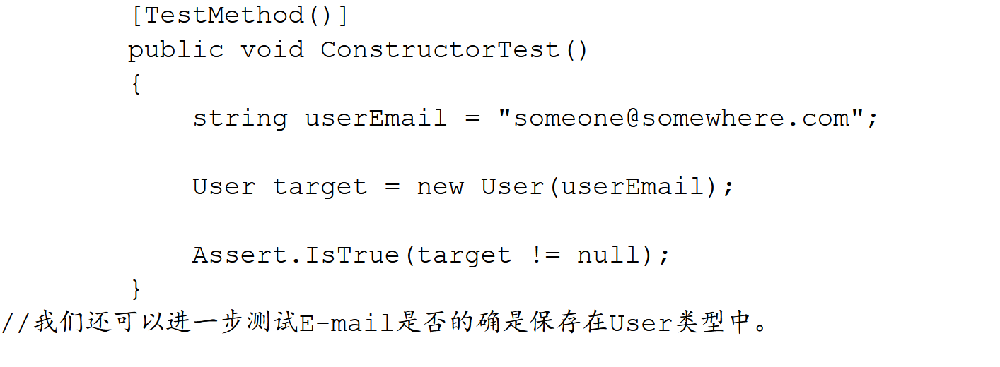 [TestMethod()]
public void ConstructorTest()
{
string userEmail = "someone@somewhere.com";
User target = new User(userEmail);
Assert.IsTrue(target != null);
}
//我们还可以进一步测试E-mail是否的确是保存在User类型中。